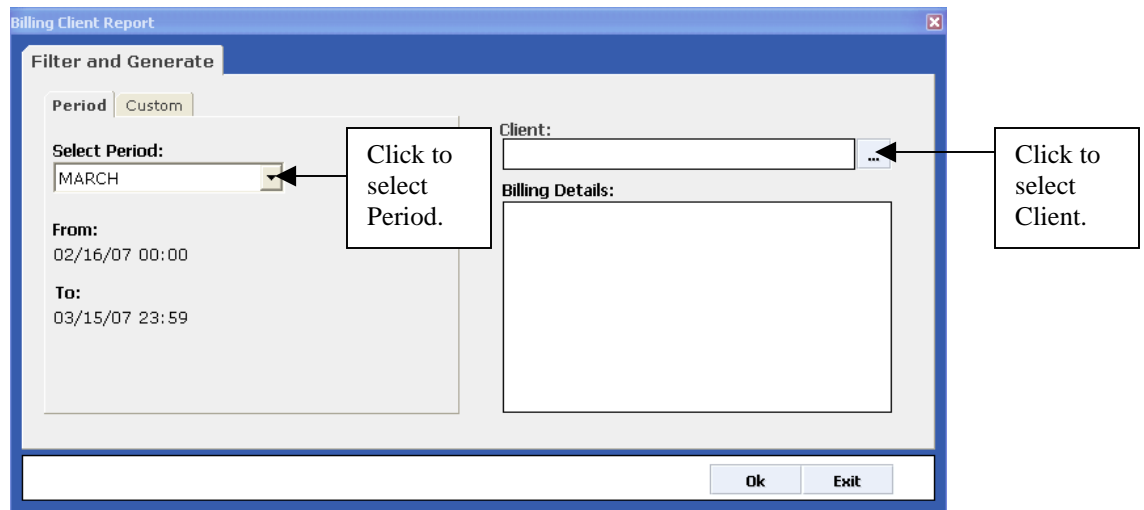 Billing Client Report
Filter and Generate
Period
Custom
Select Period:
MARCH
From:
02/16/07 00:00
To:
03/15/07 23:59
Click to
select
Period.
Client:
...
Billing Details:
Click to
select
Client.
Ok
Exit